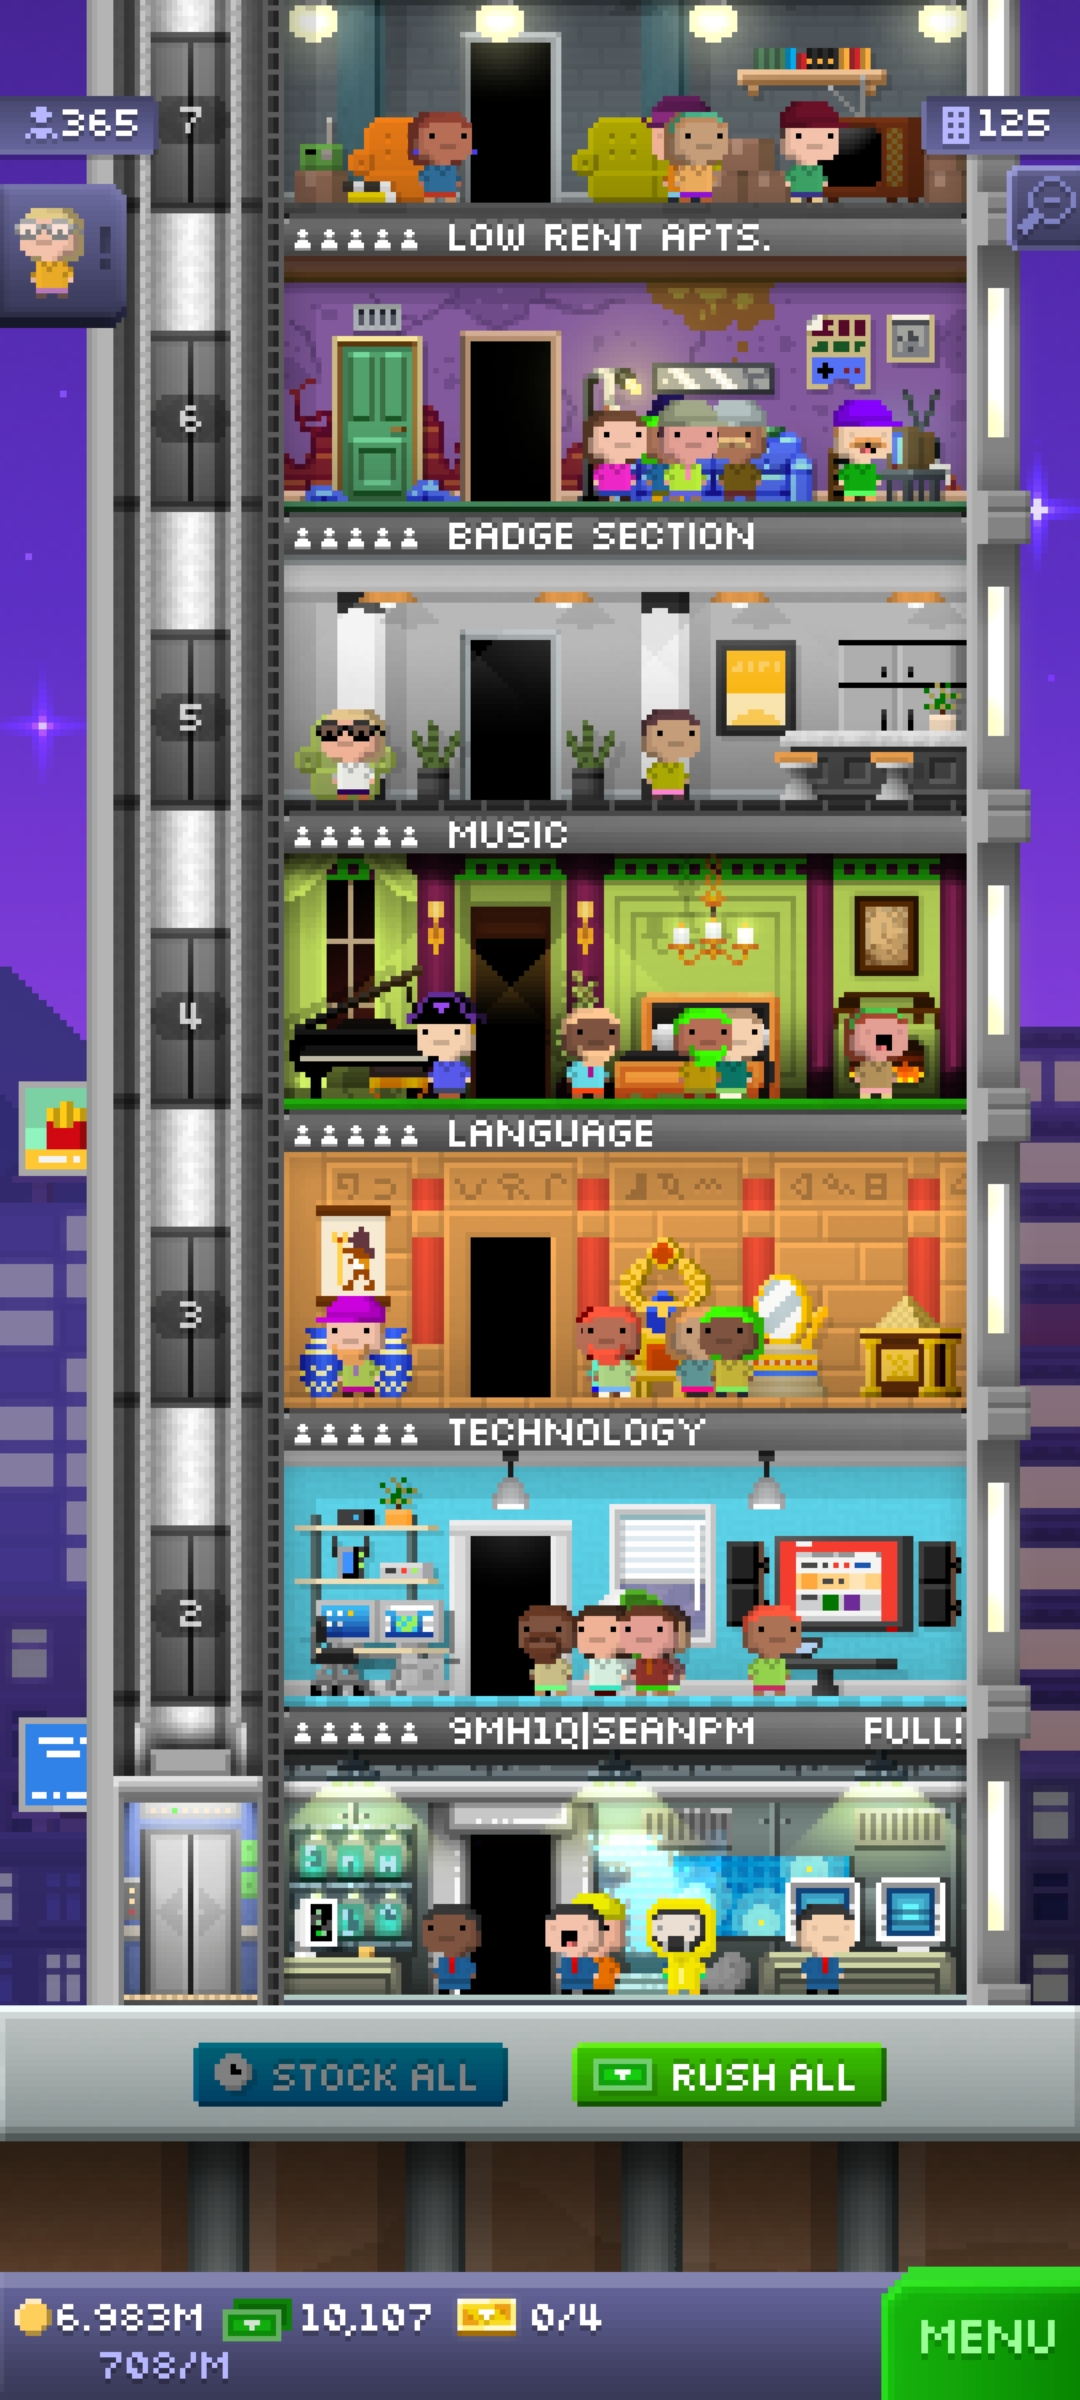 7
365
125
!
LOW RENT APTS.
6
BADGE SECTION
5
MUSIC
4
LANGUAGE
3
TECHNOLOGY
2
9MH1Q|SEANPM FULL!
STOCK ALL
RUSH ALL
6.983M 10,107 0/4
708/M
MENU